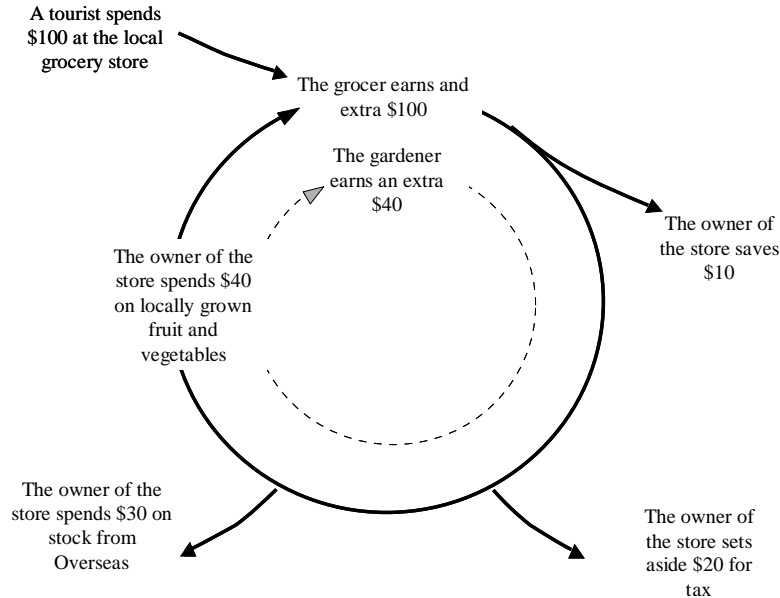 A tourist spends
$100 at the local
grocery store
The grocer earns and
extra $100
The gardener
earns an extra
$40
The owner of
the store saves
$10
The owner of the
store spends $40
on locally grown
fruit and
vegetables
The owner of the
store spends $30 on
stock from
Overseas
The owner of
the store sets
aside $20 for
tax